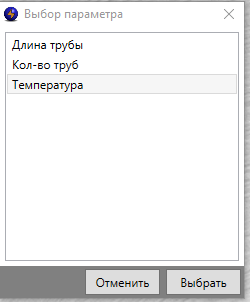 Выбор параметра
Длина трубы
Кол-во труб
Температура
Отменить
Выбрать